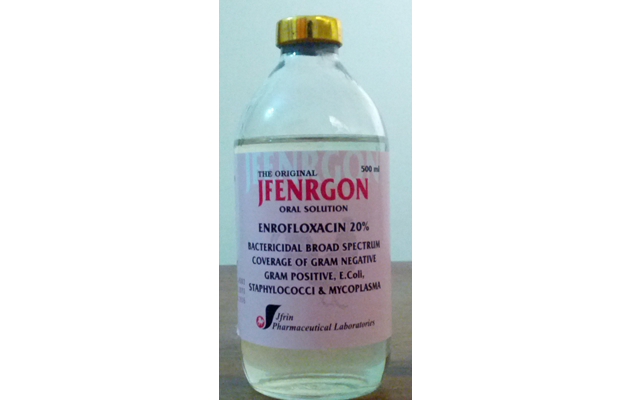 JFENRGON
THE ORIGINAL 500 ml
JFENRGON
ORAL SOLUTION
ENROFLOXACIN 20%
BACTERICIDAL BROAD SPECTRUM
COVERAGE OF GRAM NEGATIVE
GRAM POSITIVE, E.Coli,
STAPHYLOCOCCI & MYCOPLASMA
Jfrin
Pharmaceutical Laboratories